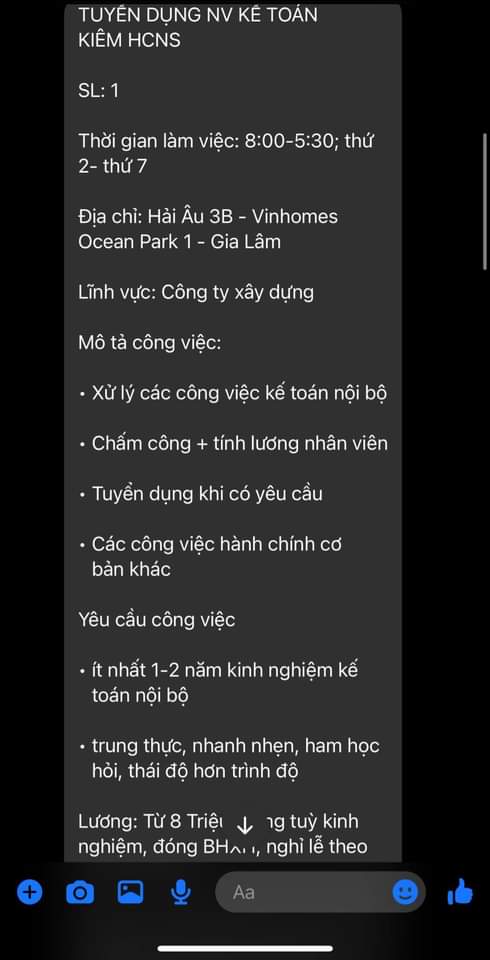 TUYỂN DỤNG NV KẾ TOÁN
KIÊM HCNS
SL: 1
Thời gian làm việc: 8:00-5:30; thứ
2- thứ 7
Địa chỉ: Hải Âu 3B - Vinhomes
Ocean Park 1 - Gia Lâm
Lĩnh vực: Công ty xây dựng
Mô tả công việc:
• Xử lý các công việc kế toán nội bộ
• Chấm công + tính lương nhân viên
• Tuyển dụng khi có yêu cầu
• Các công việc hành chính cơ
bản khác
Yêu cầu công việc
• ít nhất 1-2 năm kinh nghiệm kế
toán nội bộ
• trung thực, nhanh nhẹn, ham học
hỏi, thái độ hơn trình độ
Lương: Từ 8 tuỳ kinh
nghiệm, đóng nghỉ lễ theo
Aa